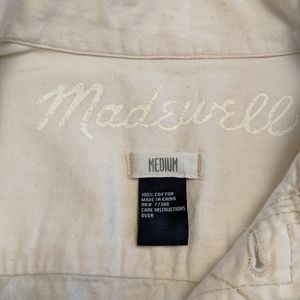 Madewell
MEDIUM
100% COTTON
MADE IN CHINA
RN# 77388
CARE INSTRUCTIONS
OVER